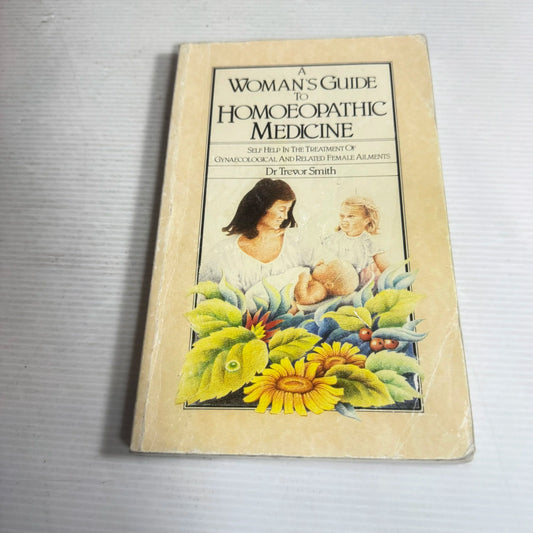 A
WOMAN'S GUIDE
TO
HOMOEOPATHIC
MEDICINE
SELF HELP IN THE TREATMENT OF
GYNAECOLOGICAL AND RELATED FEMALE AILMENTS
Dr Trevor Smith